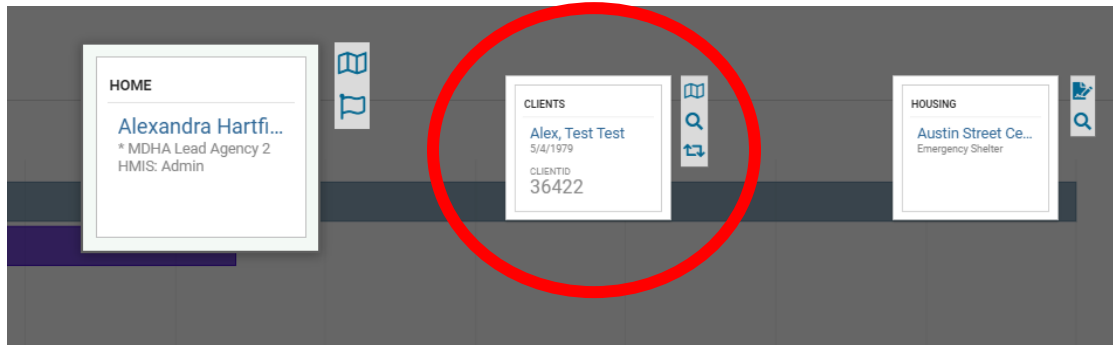 HOME
Alexandra Hartfi...
* MDHA Lead Agency 2
HMIS: Admin
CLIENTS
Alex, Test Test
5/4/1979
CLIENTID
36422
HOUSING
Austin Street Ce...
Emergency Shelter